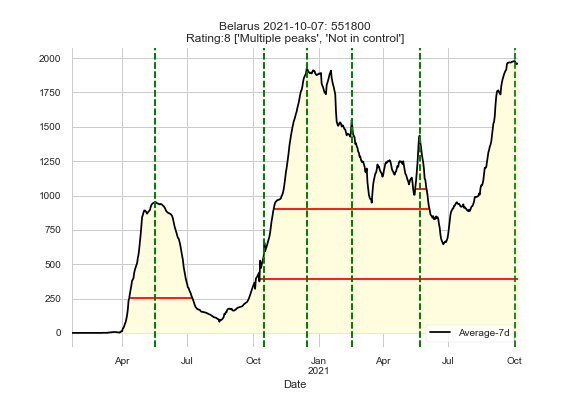 Belarus 2021-10-07: 551800
Rating:8 ['Multiple peaks', 'Not in control']
2000
1750
1500
1250
1000
750
500
250
0
Apr
Jul
Oct
Jan
2021
Apr
Jul
Oct
Average-7d
Date